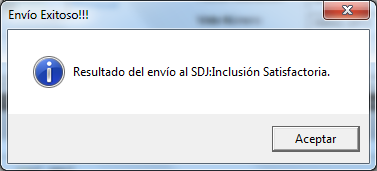 Envío Exitoso!!!
Resultado del envío al SDJ:Inclusión Satisfactoria.
Aceptar